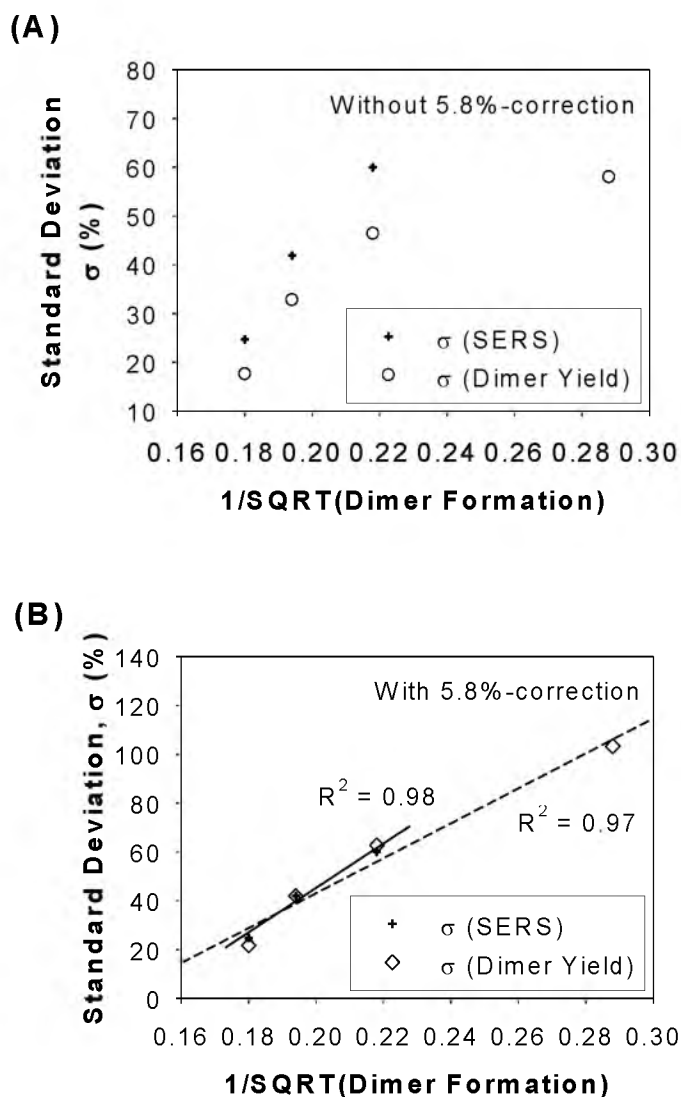 (A)
Standard Deviation
σ (%)
80
70
60
50
40
30
20
10
Without 5.8%-correction
σ (SERS)
σ (Dimer Yield)
0.16 0.18 0.20 0.22 0.24 0.26 0.28 0.30
1/SQRT(Dimer Formation)
(B)
Standard Deviation, σ (%)
140
120
100
80
60
40
20
0
With 5.8%-correction
R² = 0.98
R² = 0.97
σ (SERS)
σ (Dimer Yield)
0.16 0.18 0.20 0.22 0.24 0.26 0.28 0.30
1/SQRT(Dimer Formation)